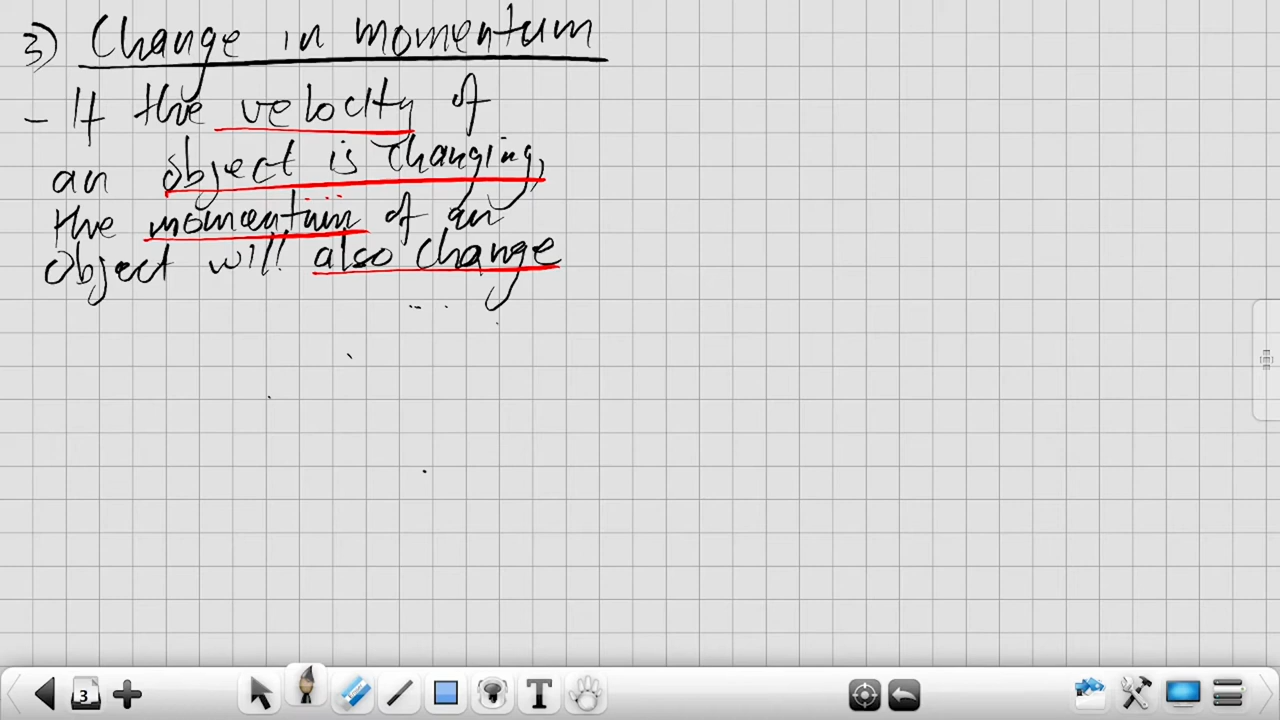 3) Change in momentum
- If the velocity of
an object is changing,
the momentum of an
object will also change
3
T